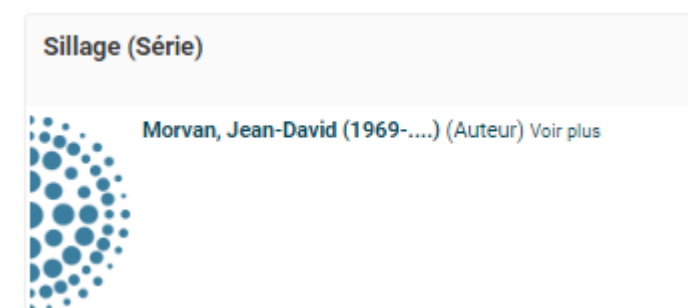 Sillage (Série)
Morvan, Jean-David (1969-....) (Auteur) Voir plus